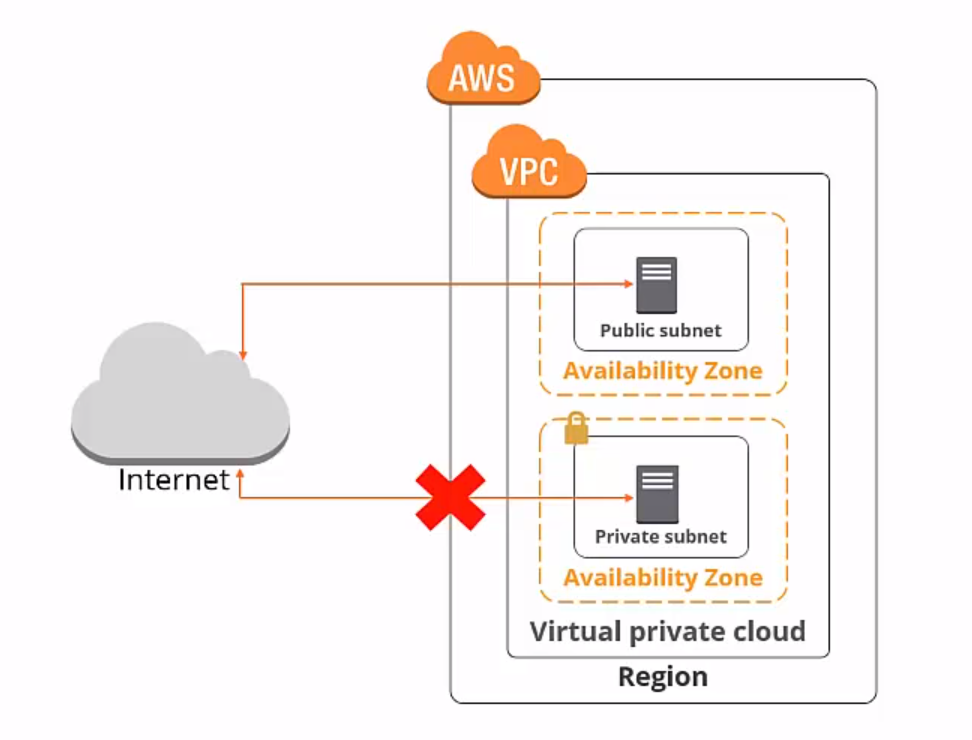 AWS
VPC
Public subnet
Availability Zone
Internet
Private subnet
Availability Zone
Virtual private cloud
Region